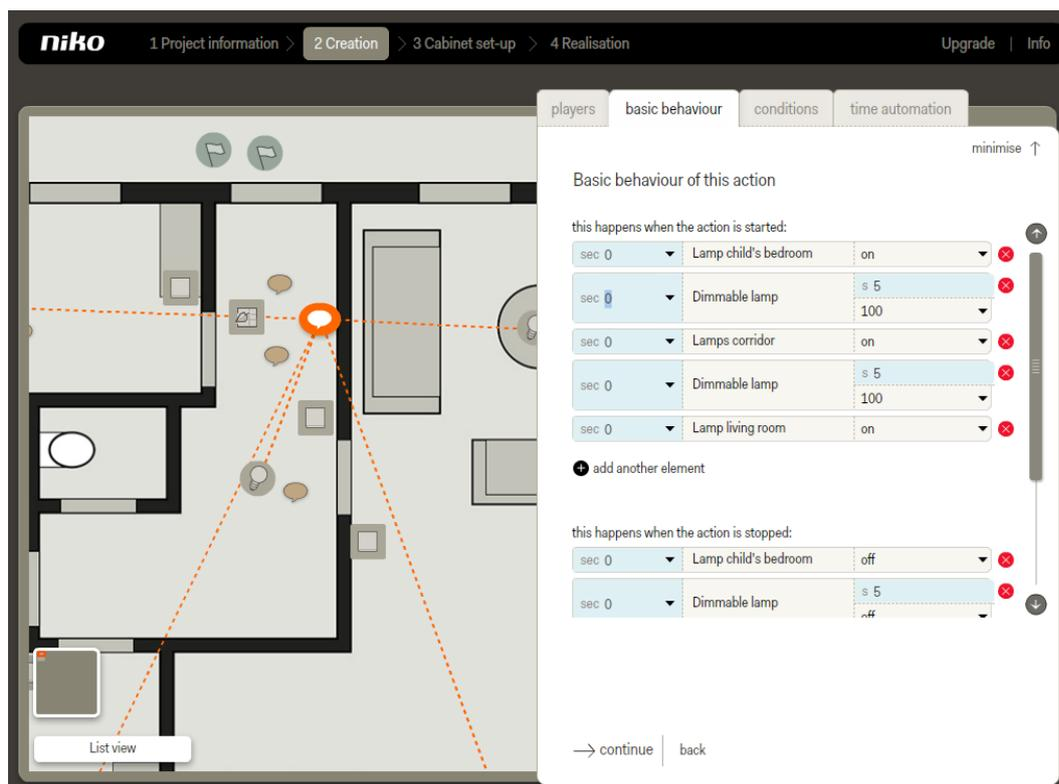 niko
1 Project information
2 Creation
3 Cabinet set-up
4 Realisation
Upgrade | Info
players
basic behaviour
conditions
time automation
minimise
Basic behaviour of this action
this happens when the action is started:
sec 0 Lamp child's bedroom on
sec 0 Dimmable lamp s 5
100
sec 0 Lamps corridor on
sec 0 Dimmable lamp s 5
100
sec 0 Lamp living room on
add another element
this happens when the action is stopped:
sec 0 Lamp child's bedroom off
sec 0 Dimmable lamp s 5
off
List view
continue | back